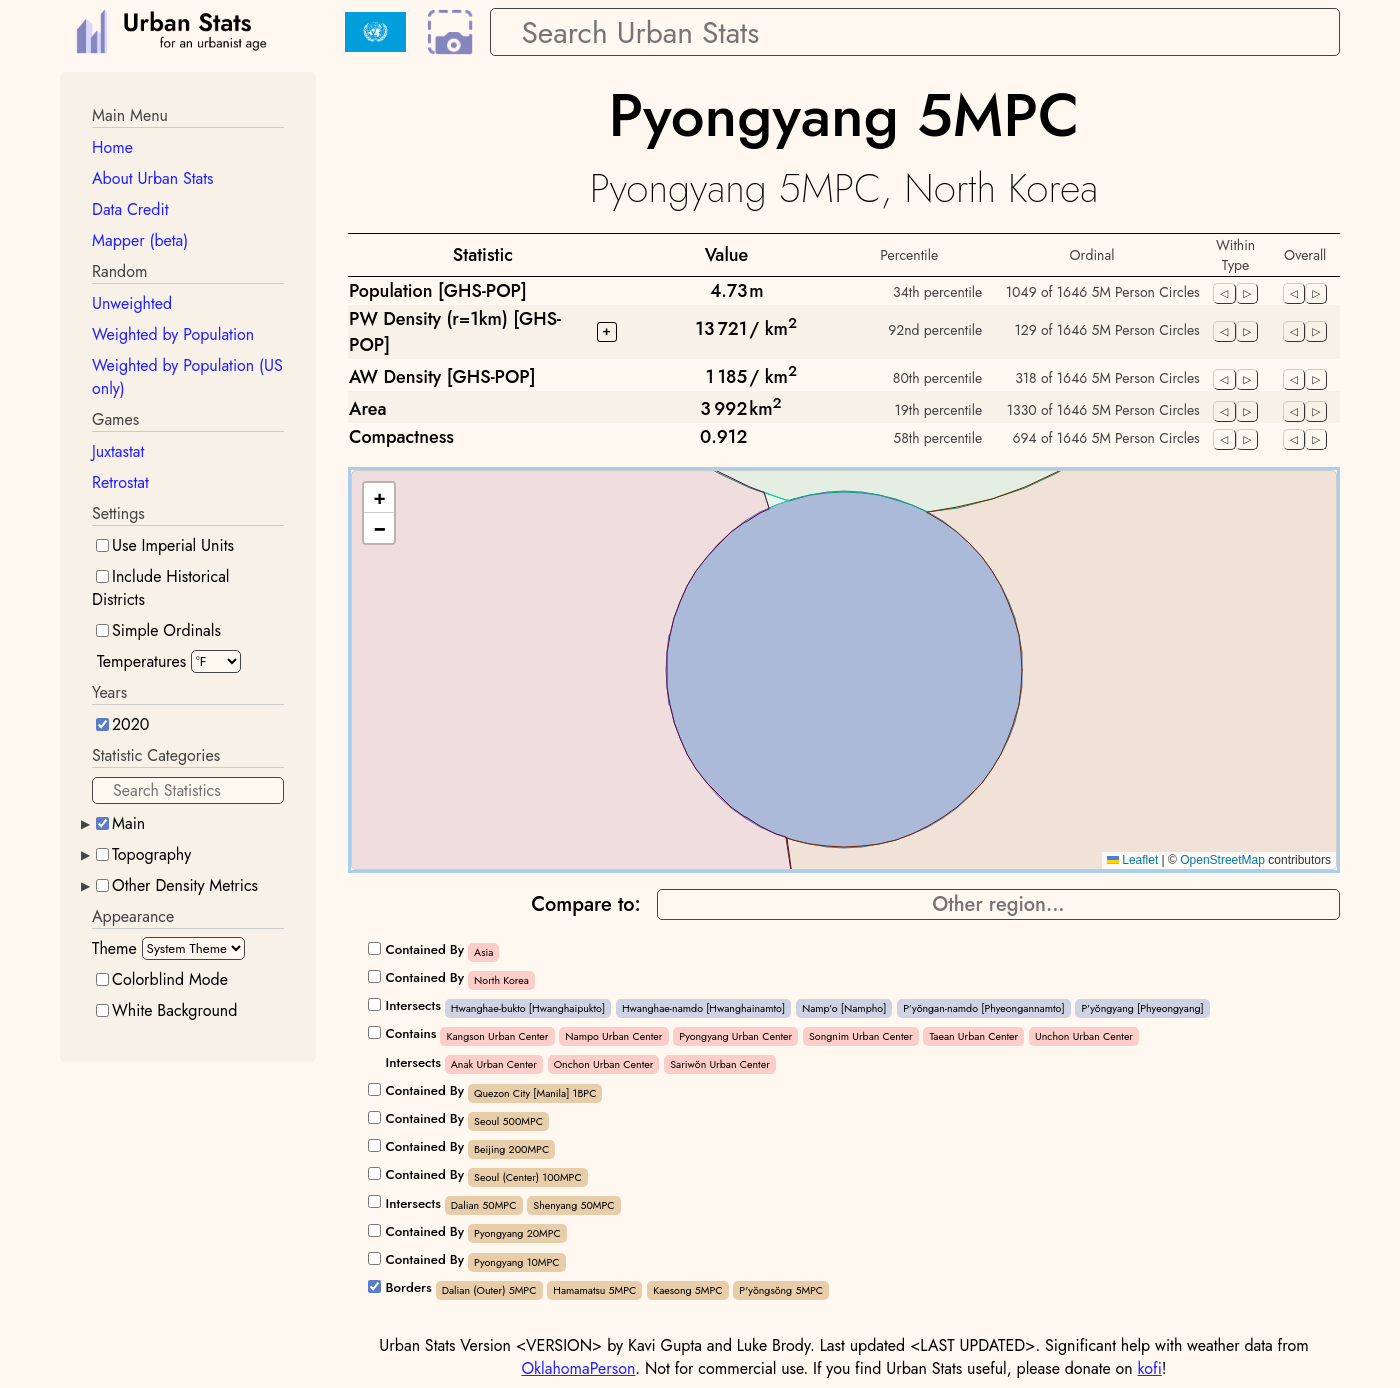 Urban Stats
for an urbanist age
Search Urban Stats
Main Menu
Home
About Urban Stats
Data Credit
Mapper (beta)
Random
Unweighted
Weighted by Population
Weighted by Population (US
only)
Games
Juxtastat
Retrostat
Settings
Use Imperial Units
Include Historical
Districts
Simple Ordinals
Temperatures °F
Years
2020
Statistic Categories
Search Statistics
Main
Topography
Other Density Metrics
Appearance
Theme System Theme
Colorblind Mode
White Background
Pyongyang 5MPC
Pyongyang 5MPC, North Korea
Statistic Value Percentile Ordinal Within Type Overall
Population [GHS-POP] 4.73m 34th percentile 1049 of 1646 5M Person Circles
PW Density (r=1km) [GHS-
POP] + 13 721 / km² 92nd percentile 129 of 1646 5M Person Circles
AW Density [GHS-POP] 1 185 / km² 80th percentile 318 of 1646 5M Person Circles
Area 3 992 km² 19th percentile 1330 of 1646 5M Person Circles
Compactness 0.912 58th percentile 694 of 1646 5M Person Circles
+
−
Leaflet | © OpenStreetMap contributors
Compare to: Other region...
Contained By Asia
Contained By North Korea
Intersects Hwanghae-bukto [Hwanghaipukto] Hwanghae-namdo [Hwanghainamto] Namp'o [Nampho] P'yŏngan-namdo [Phyeongannamto] P'yŏngyang [Phyeongyang]
Contains Kangson Urban Center Nampo Urban Center Pyongyang Urban Center Songnim Urban Center Taean Urban Center Unchon Urban Center
Intersects Anak Urban Center Onchon Urban Center Sariwŏn Urban Center
Contained By Quezon City [Manila] 1BPC
Contained By Seoul 500MPC
Contained By Beijing 200MPC
Contained By Seoul (Center) 100MPC
Intersects Dalian 50MPC Shenyang 50MPC
Contained By Pyongyang 20MPC
Contained By Pyongyang 10MPC
Borders Dalian (Outer) 5MPC Hamamatsu 5MPC Kaesong 5MPC P'yŏngsŏng 5MPC
Urban Stats Version <VERSION> by Kavi Gupta and Luke Brody. Last updated <LAST UPDATED>. Significant help with weather data from
OklahomaPerson. Not for commercial use. If you find Urban Stats useful, please donate on kofi!